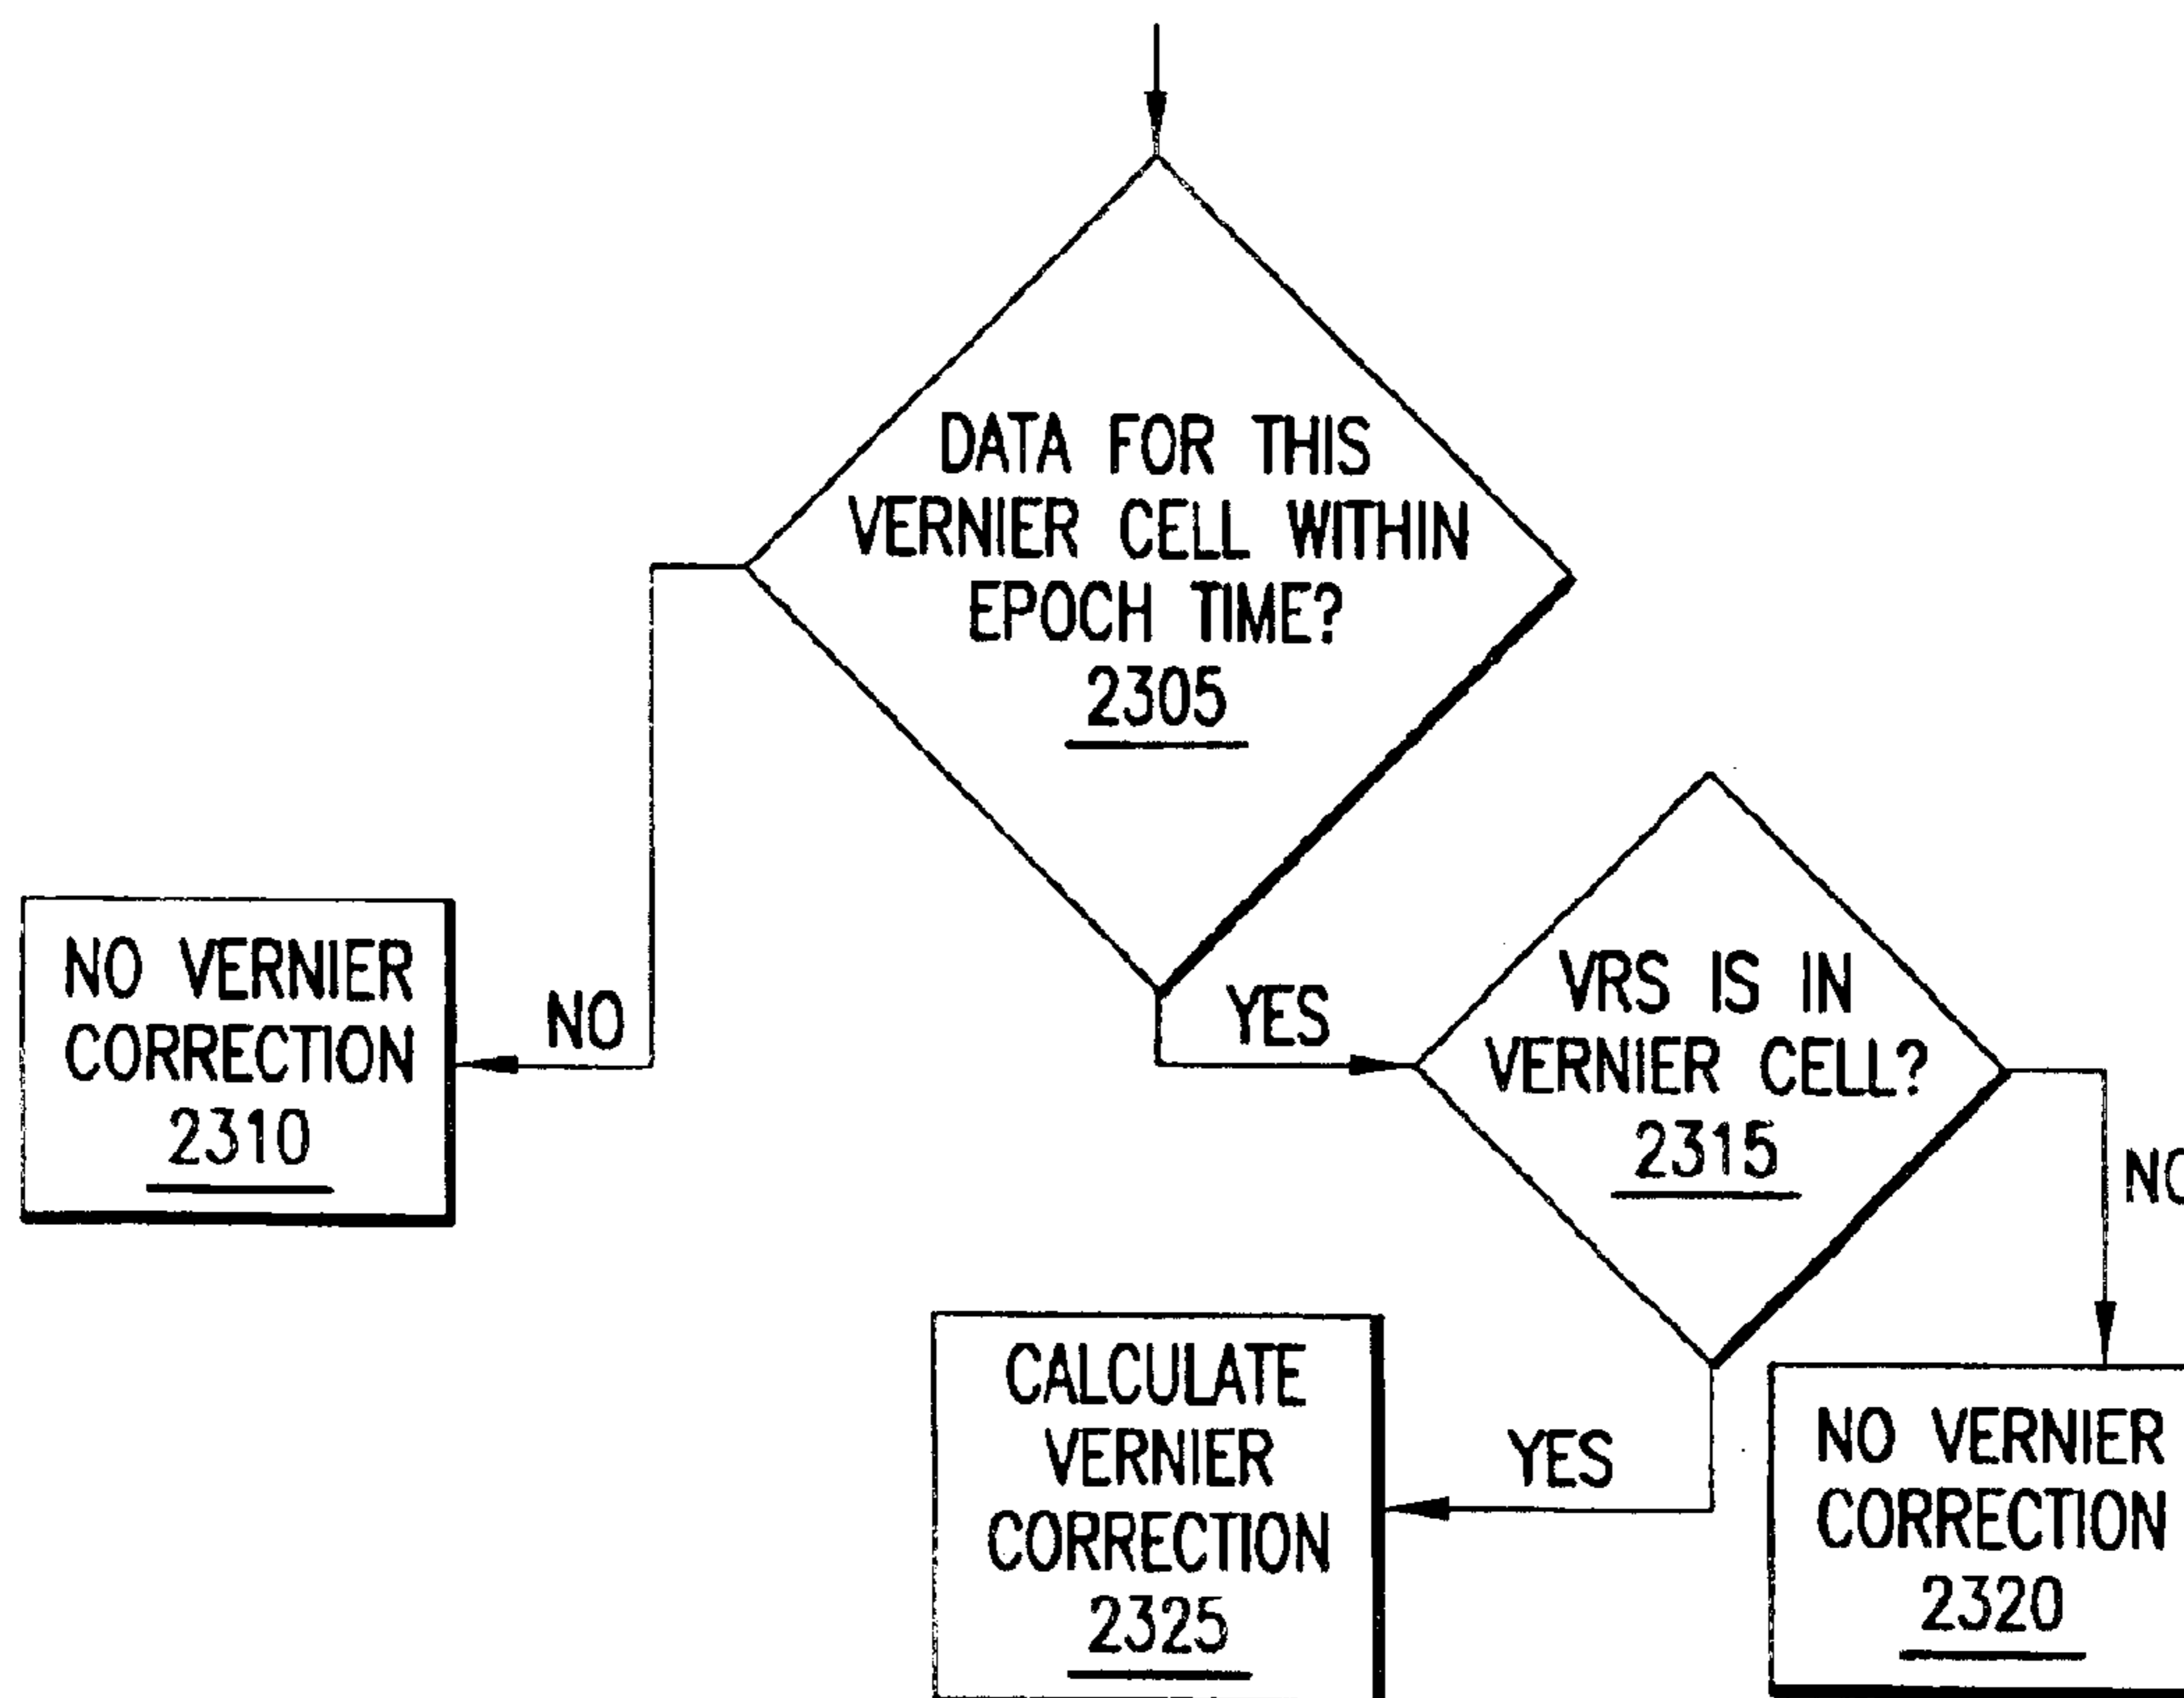 DATA FOR THIS
VERNIER CELL WITHIN
EPOCH TIME?
2305
NO VERNIER
CORRECTION
2310
NO
YES
VRS IS IN
VERNIER CELL?
2315
NO
CALCULATE
VERNIER
CORRECTION
2325
YES
NO VERNIER
CORRECTION
2320